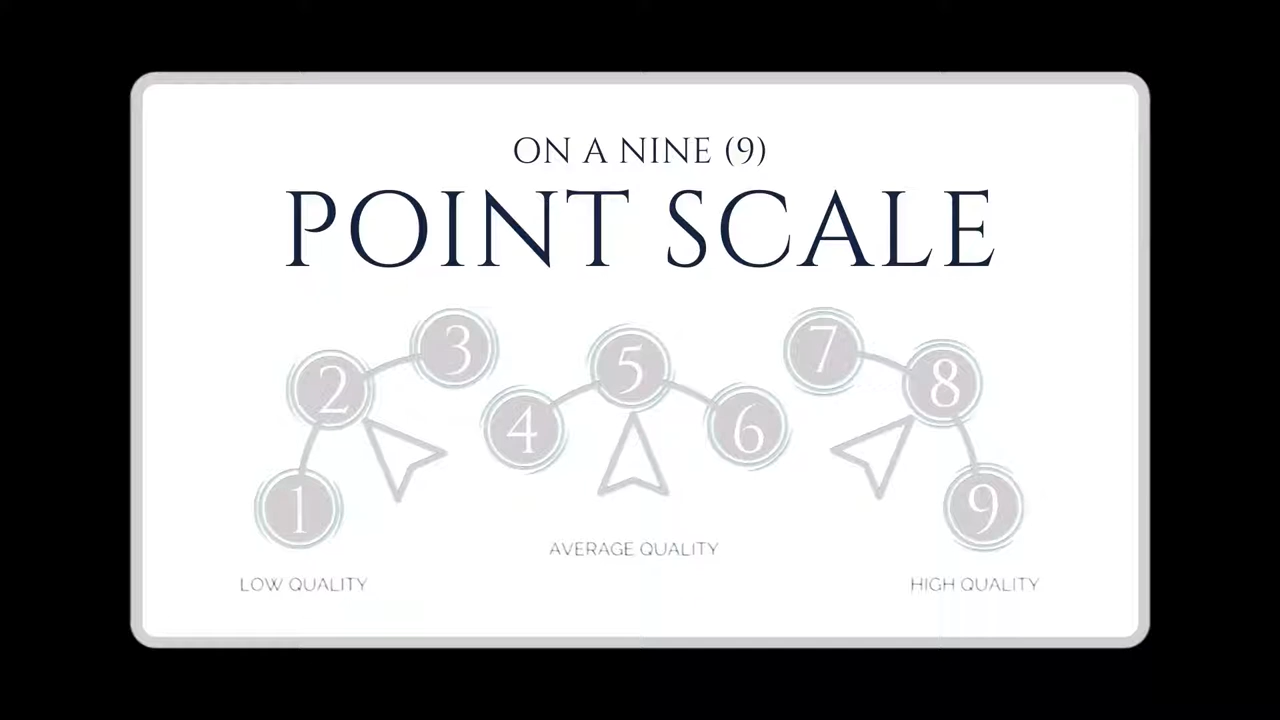 ON A NINE (9)
POINT SCALE
1 2 3
4 5 6
7 8 9
LOW QUALITY
AVERAGE QUALITY
HIGH QUALITY